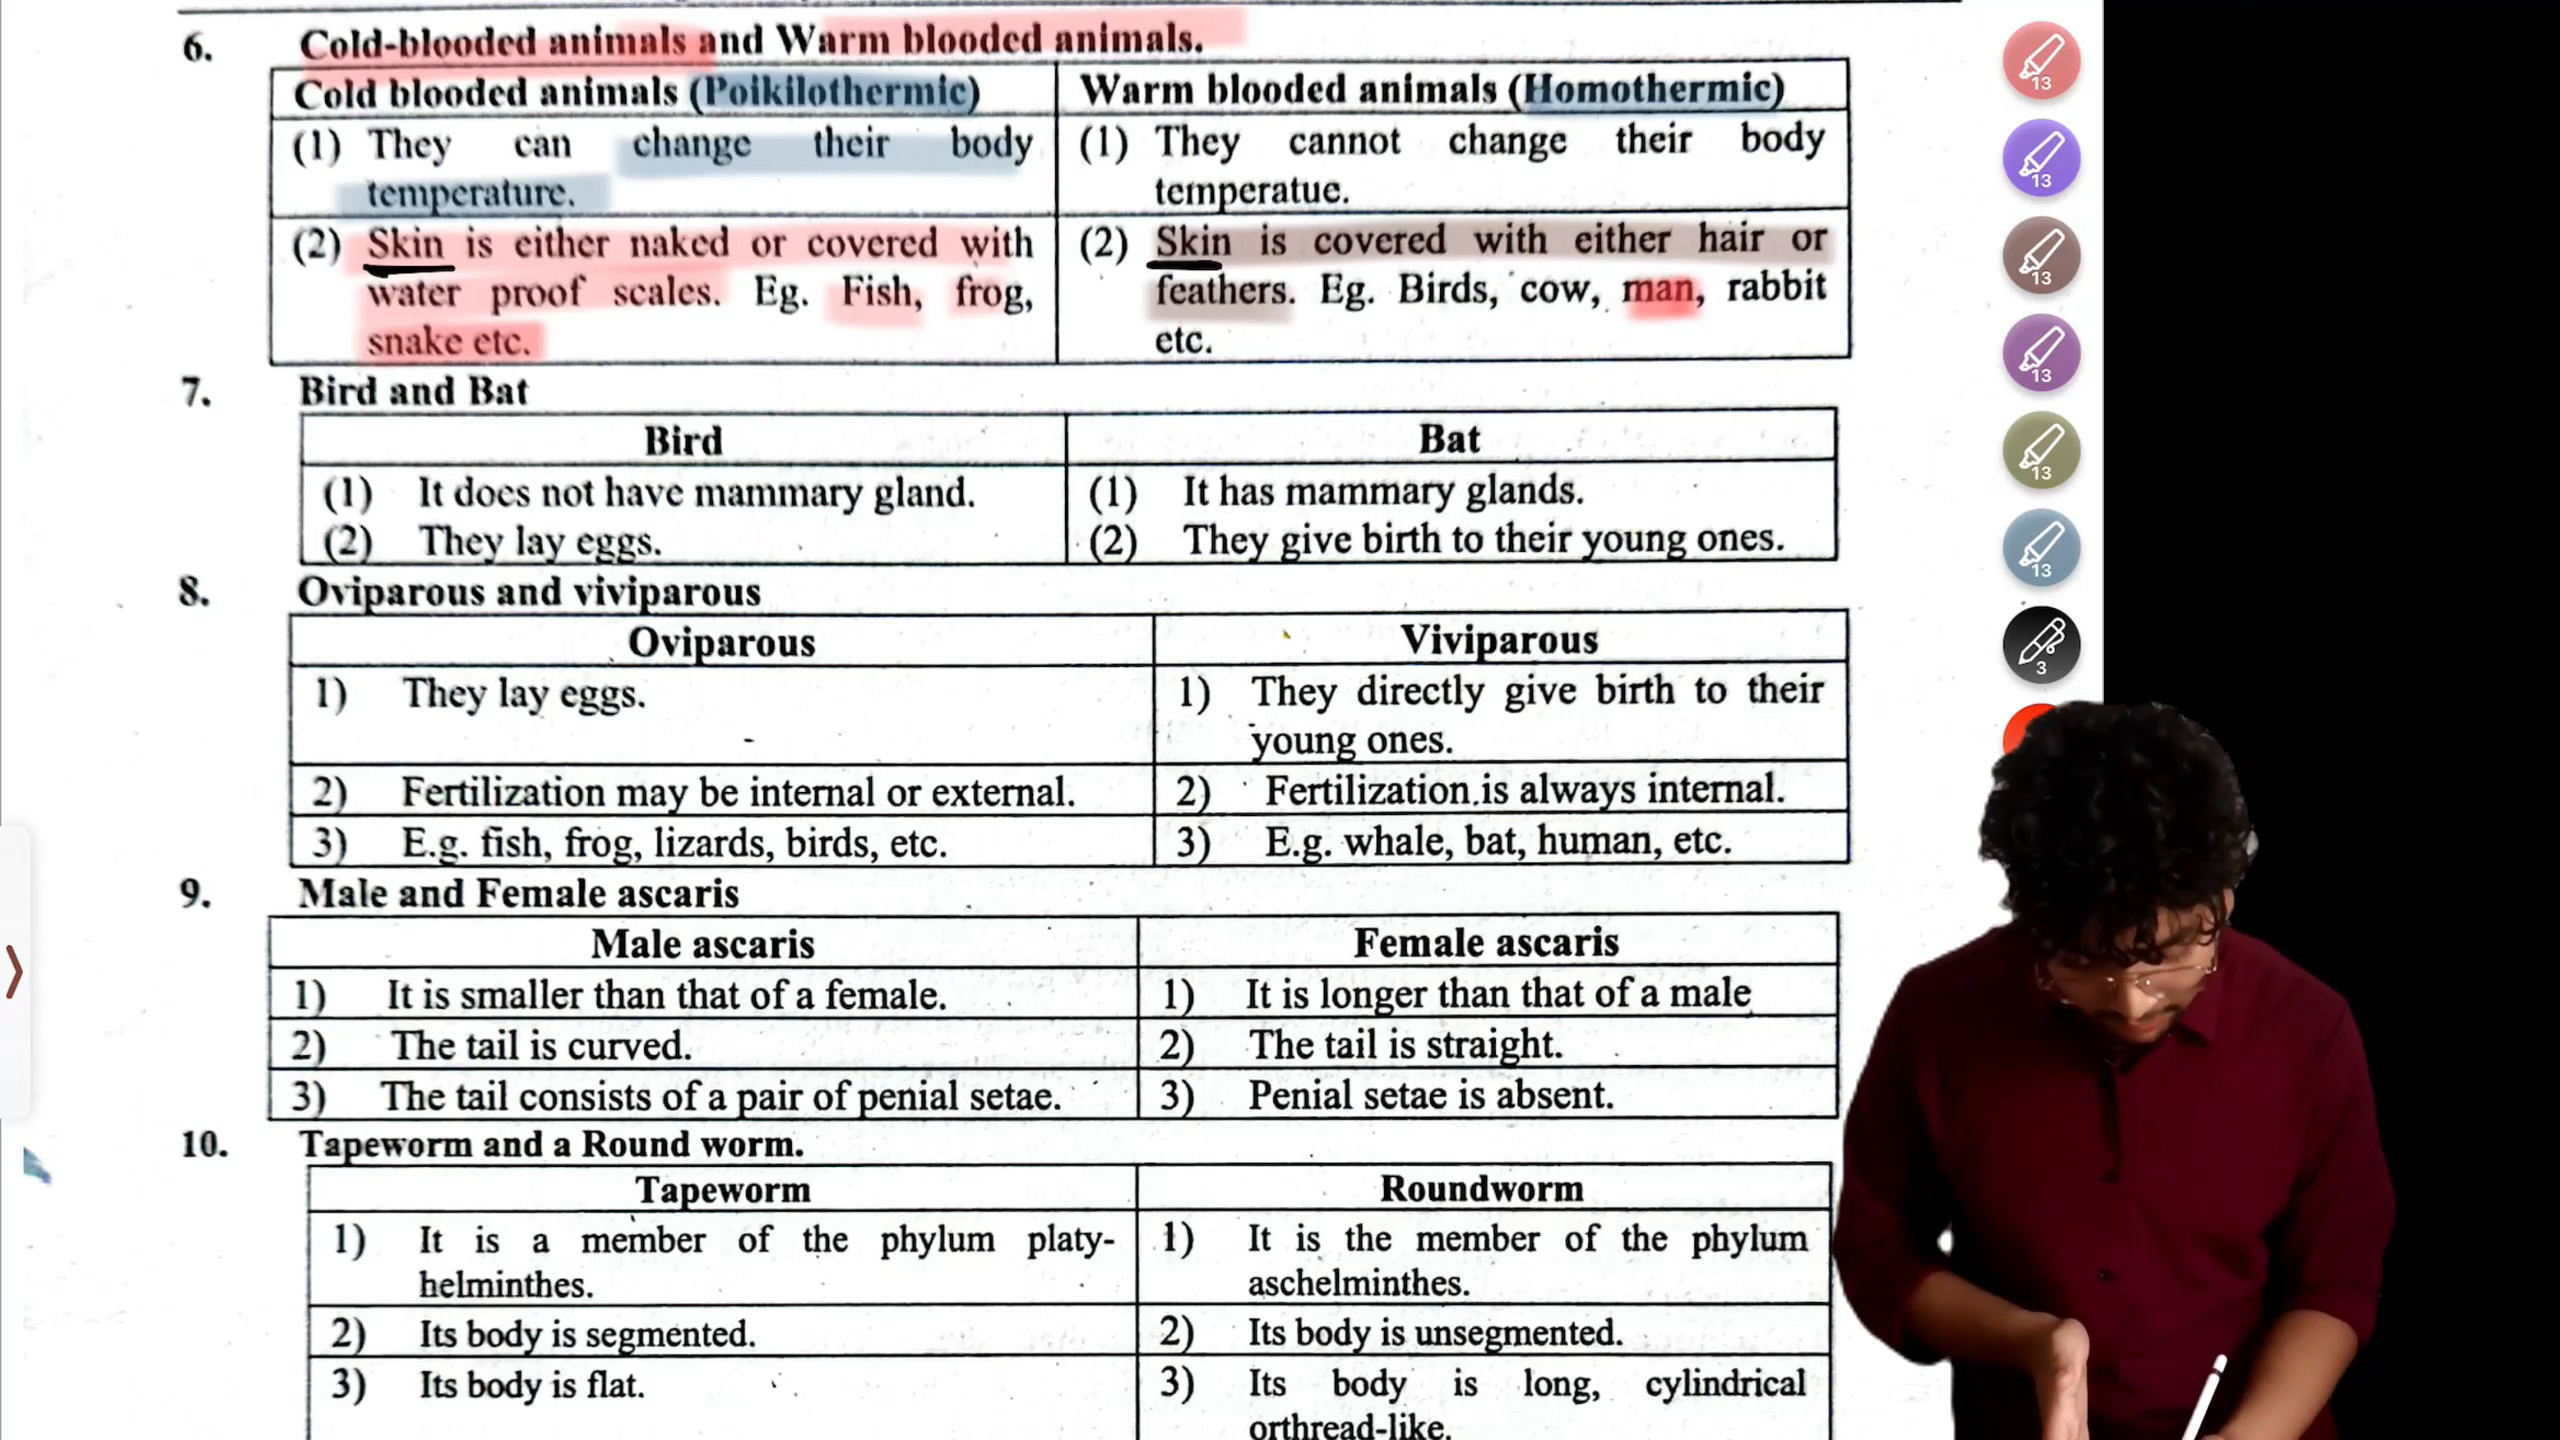 6. Cold-blooded animals and Warm blooded animals.
Cold blooded animals (Poikilothermic) Warm blooded animals (Homothermic)
(1) They can change their body
temperature.
(1) They cannot change their body
temperatue.
(2) Skin is either naked or covered with
water proof scales. Eg. Fish, frog,
snake etc.
(2) Skin is covered with either hair or
feathers. Eg. Birds, cow, man, rabbit
etc.
7. Bird and Bat
Bird Bat
(1) It does not have mammary gland.
(2) They lay eggs.
(1) It has mammary glands.
(2) They give birth to their young ones.
8. Oviparous and viviparous
Oviparous Viviparous
1) They lay eggs.
1) They directly give birth to their
young ones.
2) Fertilization may be internal or external.
2) Fertilization is always internal.
3) E.g. fish, frog, lizards, birds, etc.
3) E.g. whale, bat, human, etc.
9. Male and Female ascaris
Male ascaris Female ascaris
1) It is smaller than that of a female.
1) It is longer than that of a male
2) The tail is curved.
2) The tail is straight.
3) The tail consists of a pair of penial setae.
3) Penial setae is absent.
10. Tapeworm and a Round worm.
Tapeworm Roundworm
1) It is a member of the phylum platy-
helminthes.
1) It is the member of the phylum
aschelminthes.
2) Its body is segmented.
2) Its body is unsegmented.
3) Its body is flat.
3) Its body is long, cylindrical
orthread-like.
13
13
13
13
13
13
3